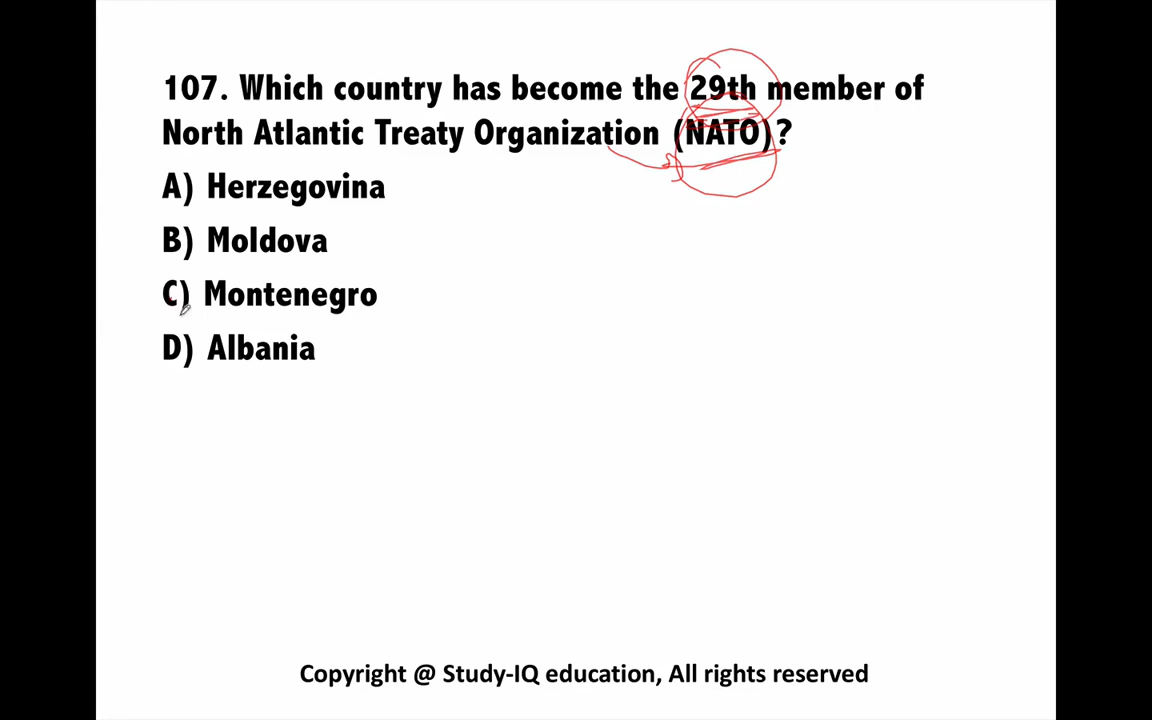 107. Which country has become the 29th member of
North Atlantic Treaty Organization (NATO)?
A) Herzegovina
B) Moldova
C) Montenegro
D) Albania
Copyright @ Study-IQ education, All rights reserved